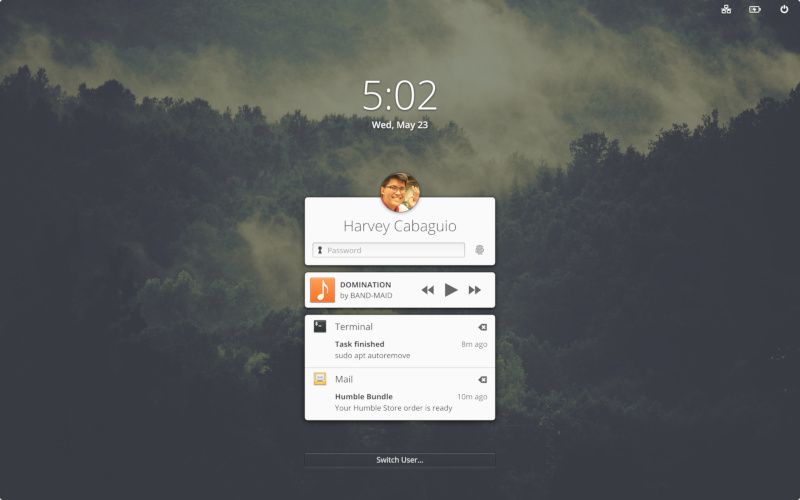 5:02
Wed, May 23
Harvey Cabaguio
Password
DOMINATION
by BAND-MAID
Terminal
Task finished 8m ago
sudo apt autoremove
Mail
Humble Bundle 10m ago
Your Humble Store order is ready
Switch User...